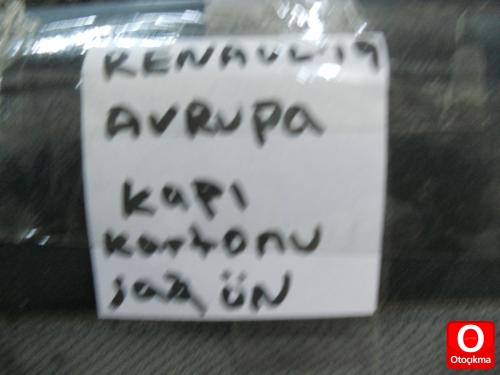 RENAULT 19
AVRUPA
KAPI
KARTONU
SAĞ ÖN
Otoçıkma